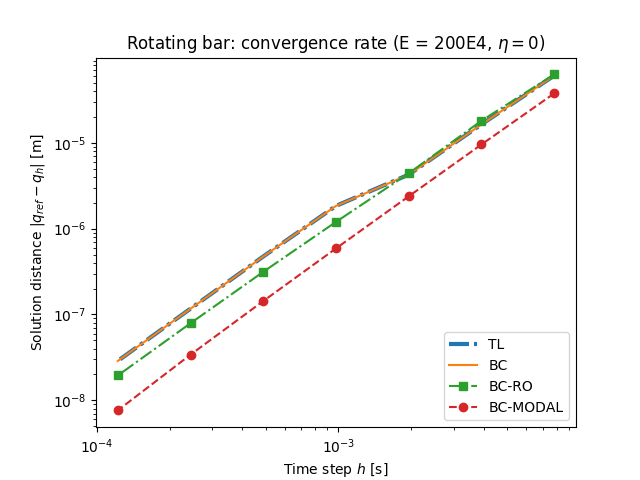 Rotating bar: convergence rate (E = 200E4, η = 0)
Solution distance |q_ref − q_h| [m]
10⁻⁵
10⁻⁶
10⁻⁷
10⁻⁸
10⁻⁴
10⁻³
Time step h [s]
TL
BC
BC-RO
BC-MODAL